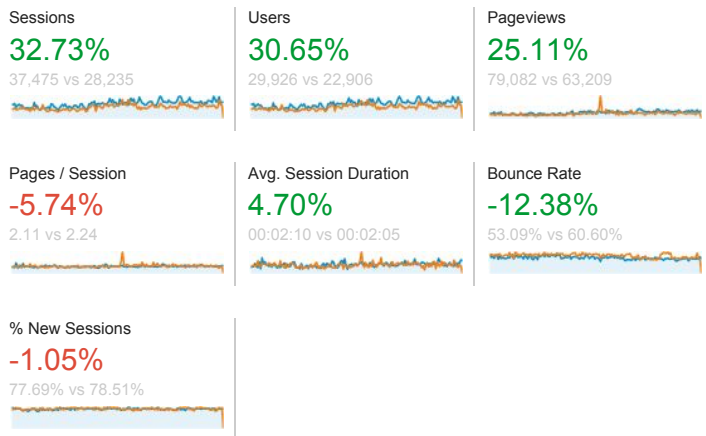 Sessions
32.73%
37,475 vs 28,235
Users
30.65%
29,926 vs 22,906
Pageviews
25.11%
79,082 vs 63,209
Pages / Session
-5.74%
2.11 vs 2.24
Avg. Session Duration
4.70%
00:02:10 vs 00:02:05
Bounce Rate
-12.38%
53.09% vs 60.60%
% New Sessions
-1.05%
77.69% vs 78.51%